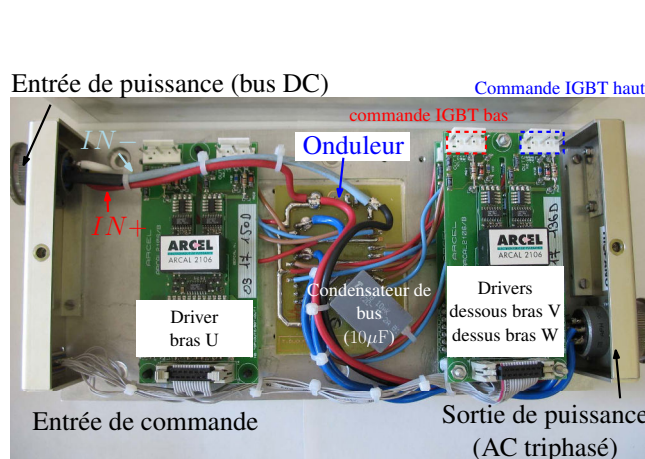 Entrée de puissance (bus DC)
Commande IGBT haut
commande IGBT bas
IN−
Onduleur
IN+
ARCEL
ARCAL 2106
ARCEL
ARCAL 2106
Condensateur de
bus
(10µF)
Driver
bras U
Drivers
dessous bras V
dessus bras W
Entrée de commande
Sortie de puissance
(AC triphasé)